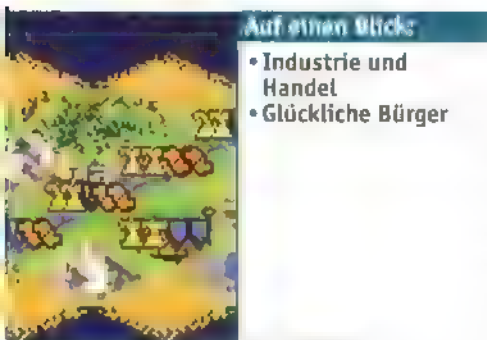 Auf einen Blick:
• Industrie und
Handel
• Glückliche Bürger